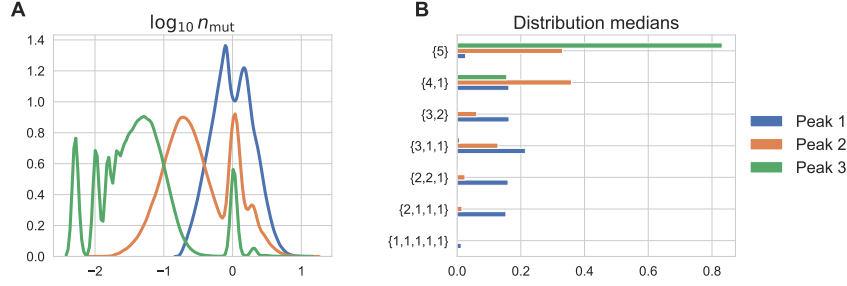 A
log₁₀ n_mut
1.4
1.2
1.0
0.8
0.6
0.4
0.2
0.0
−2 −1 0 1
B
Distribution medians
{5}
{4,1}
{3,2}
{3,1,1}
{2,2,1}
{2,1,1,1}
{1,1,1,1,1}
0.0 0.2 0.4 0.6 0.8
Peak 1
Peak 2
Peak 3